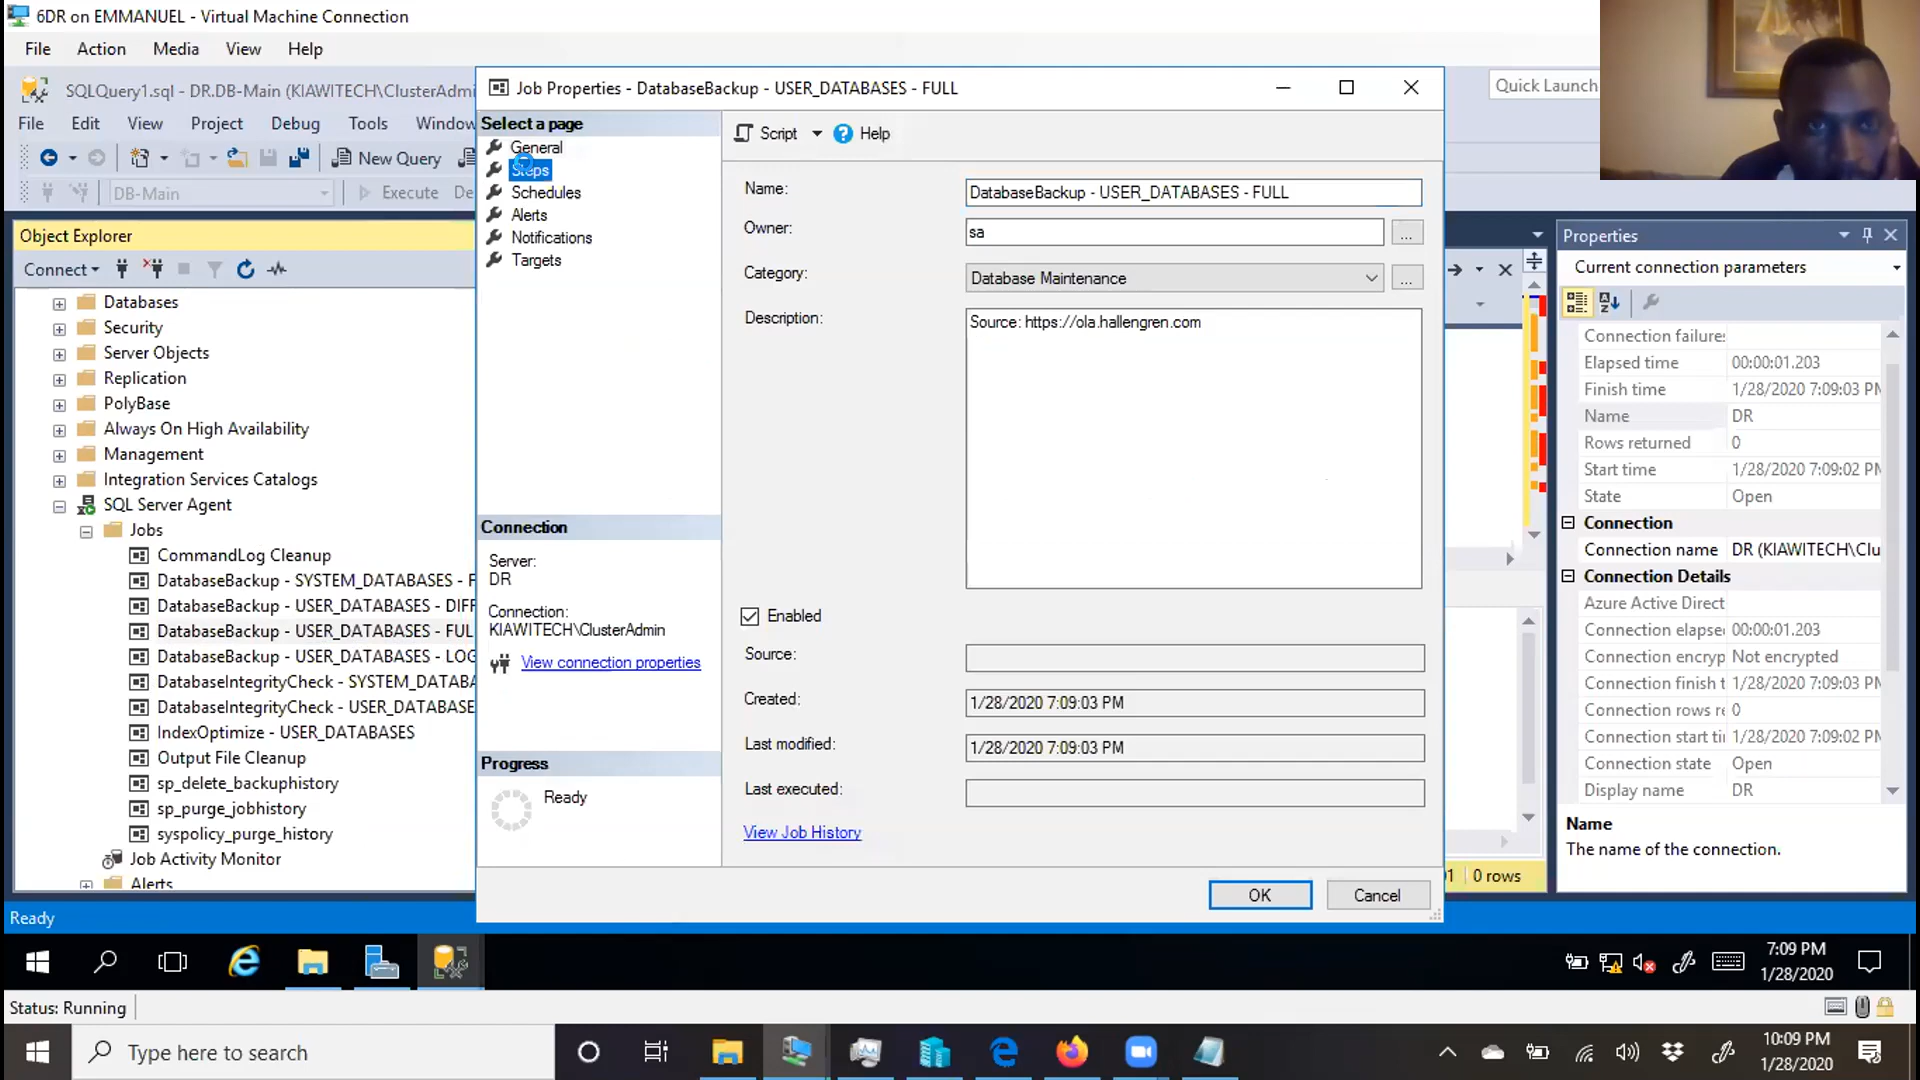 6DR on EMMANUEL - Virtual Machine Connection
File Action Media View Help
SQLQuery1.sql - DR.DB-Main (KIAWITECH\ClusterAdmi
Quick Launch
File Edit View Project Debug Tools Window
New Query
DB-Main
Execute De
Object Explorer
Connect
Databases
Security
Server Objects
Replication
PolyBase
Always On High Availability
Management
Integration Services Catalogs
SQL Server Agent
Jobs
CommandLog Cleanup
DatabaseBackup - SYSTEM_DATABASES - F
DatabaseBackup - USER_DATABASES - DIFF
DatabaseBackup - USER_DATABASES - FUL
DatabaseBackup - USER_DATABASES - LOG
DatabaseIntegrityCheck - SYSTEM_DATABA
DatabaseIntegrityCheck - USER_DATABASE
IndexOptimize - USER_DATABASES
Output File Cleanup
sp_delete_backuphistory
sp_purge_jobhistory
syspolicy_purge_history
Job Activity Monitor
Alerts
Ready
Job Properties - DatabaseBackup - USER_DATABASES - FULL
Select a page
General
Steps
Schedules
Alerts
Notifications
Targets
Connection
Server:
DR
Connection:
KIAWITECH\ClusterAdmin
View connection properties
Progress
Ready
Script Help
Name: DatabaseBackup - USER_DATABASES - FULL
Owner: sa ...
Category: Database Maintenance ...
Description: Source: https://ola.hallengren.com
Enabled
Source:
Created: 1/28/2020 7:09:03 PM
Last modified: 1/28/2020 7:09:03 PM
Last executed:
View Job History
OK Cancel
1 0 rows
Properties
Current connection parameters
Connection failure:
Elapsed time 00:00:01.203
Finish time 1/28/2020 7:09:03 PM
Name DR
Rows returned 0
Start time 1/28/2020 7:09:02 PM
State Open
Connection
Connection name DR (KIAWITECH\Clu
Connection Details
Azure Active Direct
Connection elapse 00:00:01.203
Connection encryp Not encrypted
Connection finish t 1/28/2020 7:09:03 PM
Connection rows re 0
Connection start ti 1/28/2020 7:09:02 PM
Connection state Open
Display name DR
Name
The name of the connection.
7:09 PM
1/28/2020
Status: Running
Type here to search
10:09 PM
1/28/2020